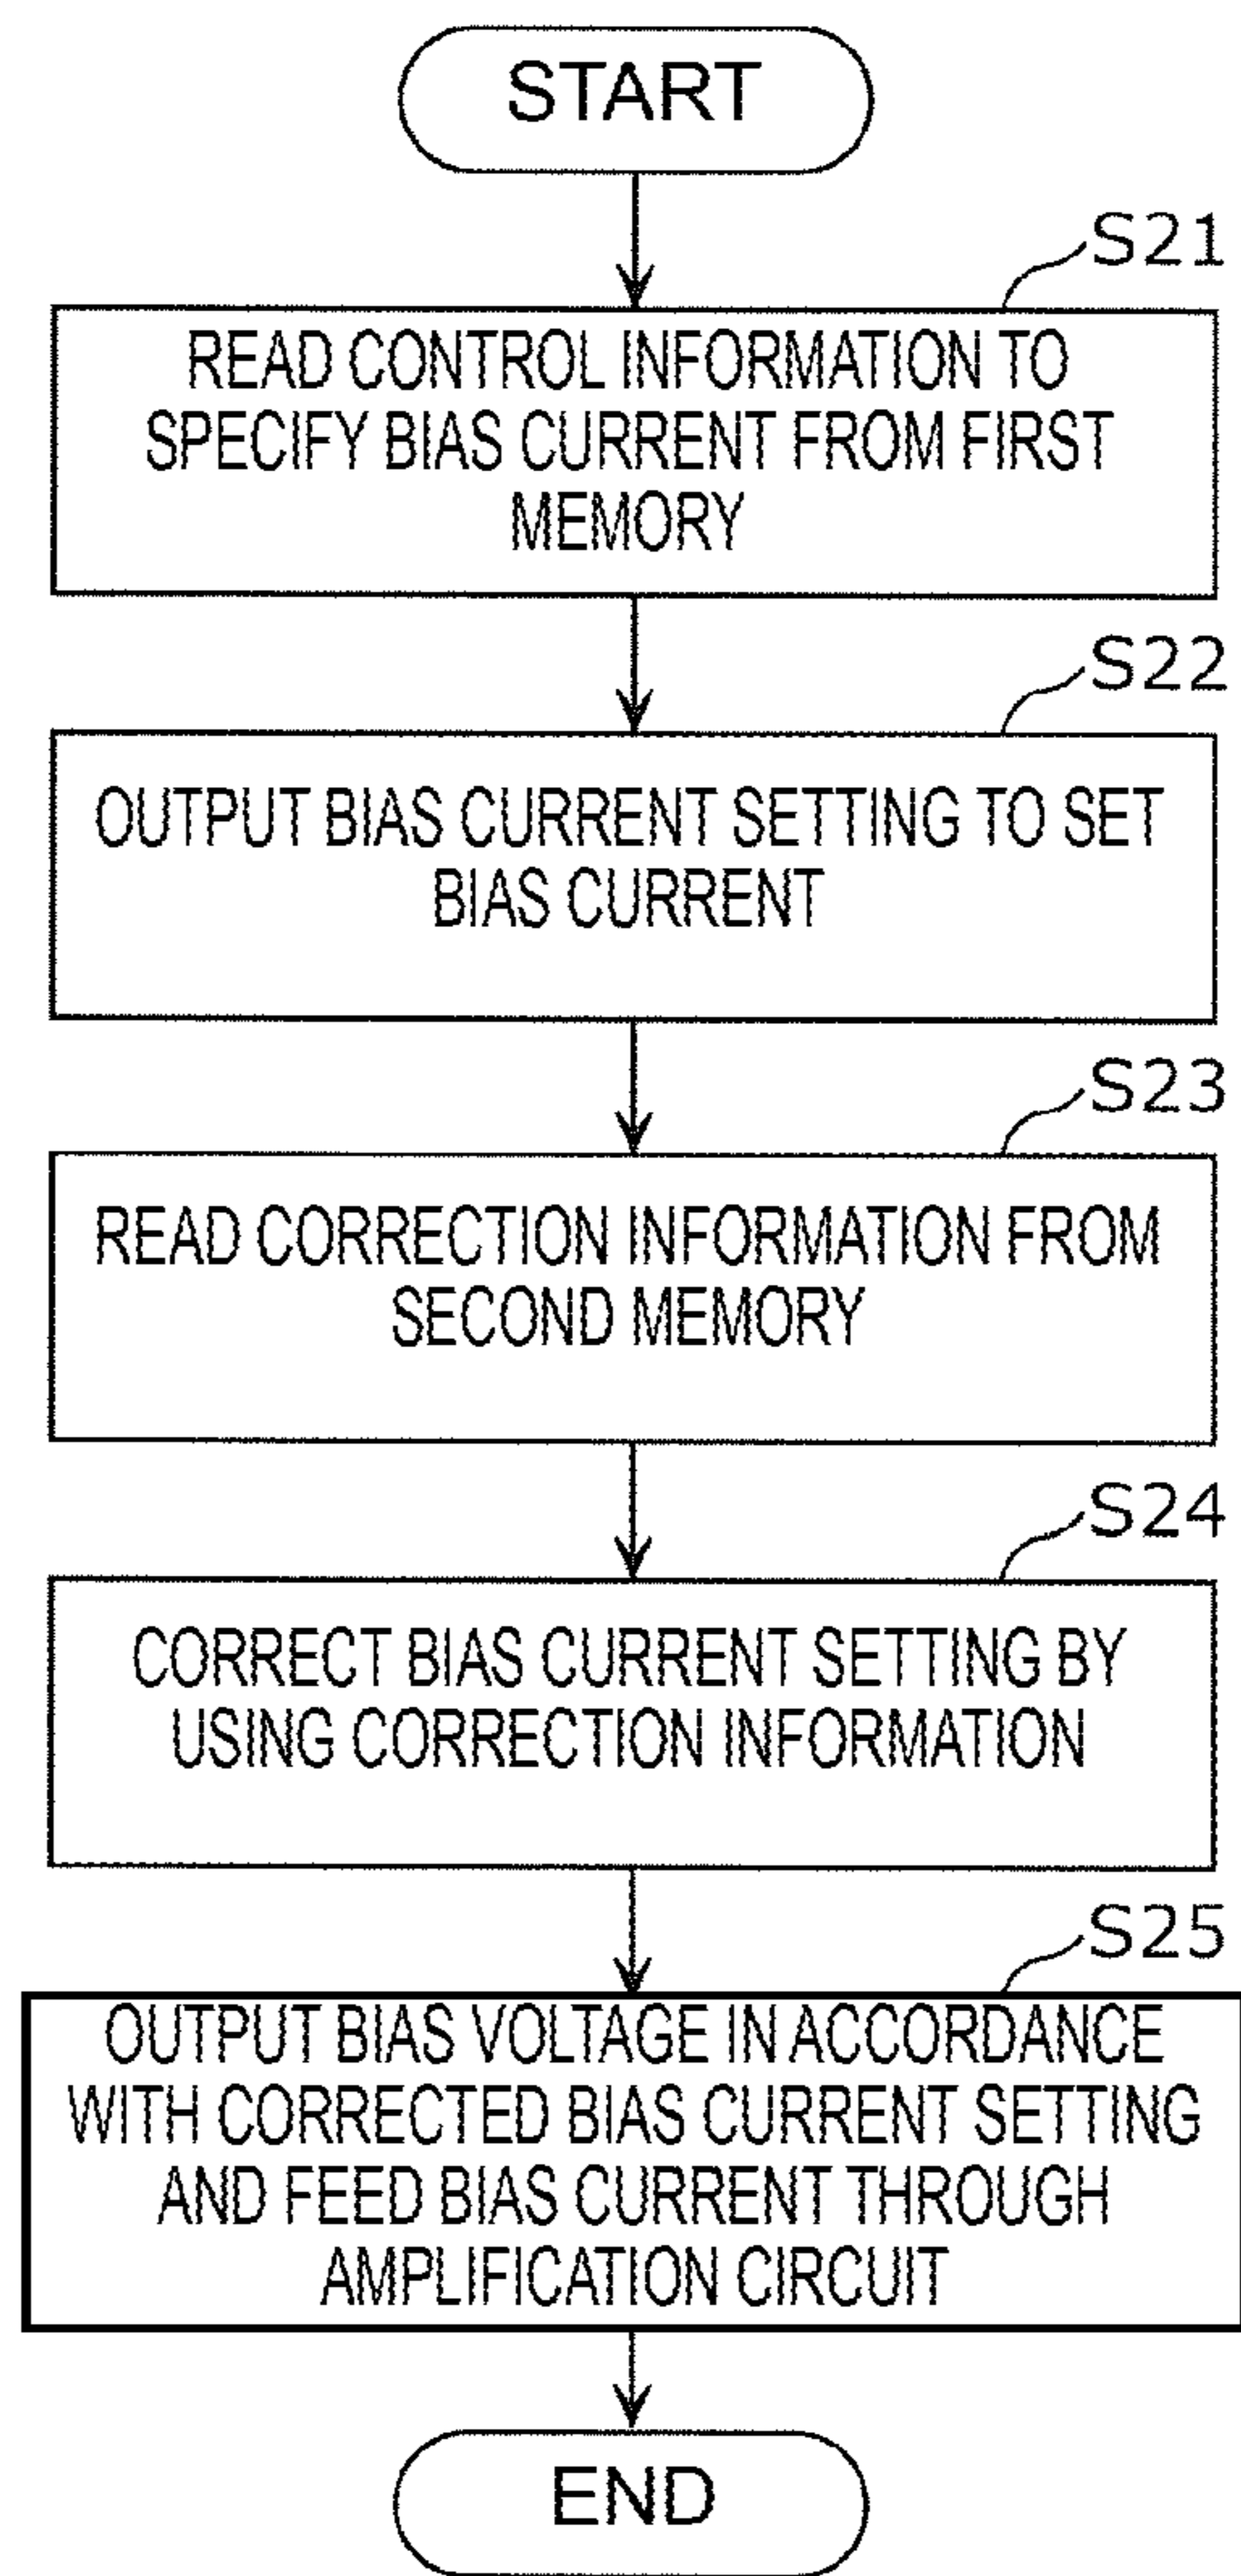 START
S21
READ CONTROL INFORMATION TO
SPECIFY BIAS CURRENT FROM FIRST
MEMORY
S22
OUTPUT BIAS CURRENT SETTING TO SET
BIAS CURRENT
S23
READ CORRECTION INFORMATION FROM
SECOND MEMORY
S24
CORRECT BIAS CURRENT SETTING BY
USING CORRECTION INFORMATION
S25
OUTPUT BIAS VOLTAGE IN ACCORDANCE
WITH CORRECTED BIAS CURRENT SETTING
AND FEED BIAS CURRENT THROUGH
AMPLIFICATION CIRCUIT
END